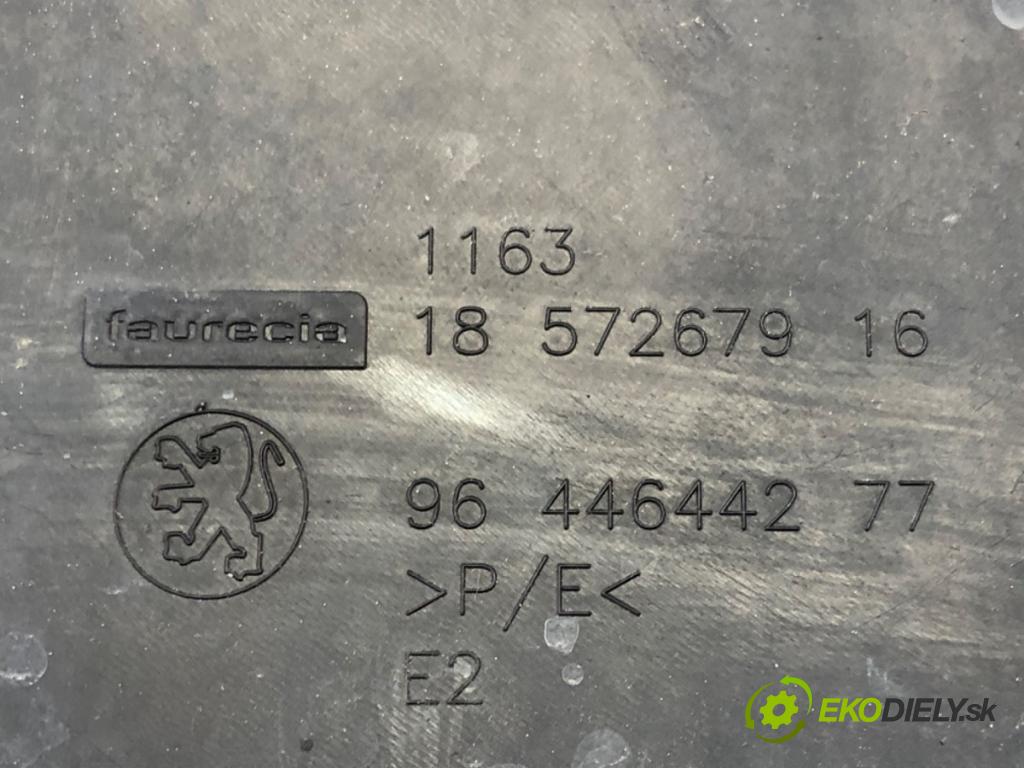 1163
faurecia 18 572679 16
96 446442 77
>P/E<
E2
EKODIELY.sk